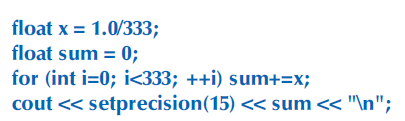 float x = 1.0/333;
float sum = 0;
for (int i=0; i<333; ++i) sum+=x;
cout << setprecision(15) << sum << "\n";